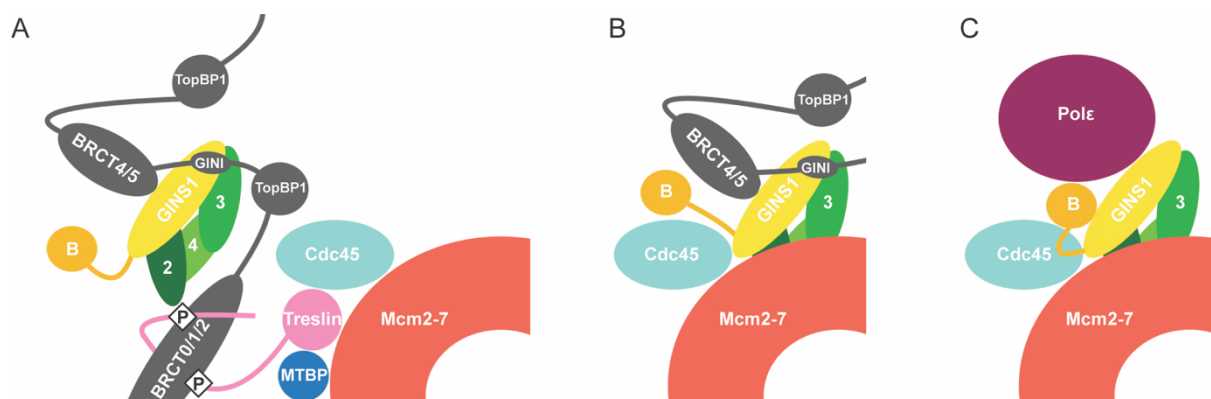 A
TopBP1
BRCT4/5
GINI
TopBP1
GINS1
3
4
B
2
Cdc45
P
Treslin
Mcm2-7
BRCT0/1/2
P
MTBP
B
TopBP1
BRCT4/5
GINI
B
GINS1
3
Cdc45
Mcm2-7
C
Polε
B
GINS1
3
Cdc45
Mcm2-7